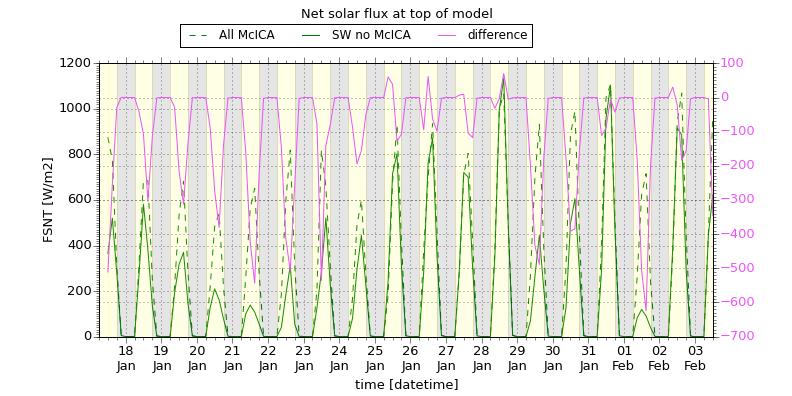 Net solar flux at top of model
All McICA SW no McICA difference
1200
1000
800
600
400
200
0
FSNT [W/m2]
100
0
−100
−200
−300
−400
−500
−600
−700
18 19 20 21 22 23 24 25 26 27 28 29 30 31 01 02 03
Jan Jan Jan Jan Jan Jan Jan Jan Jan Jan Jan Jan Jan Jan Feb Feb Feb
time [datetime]